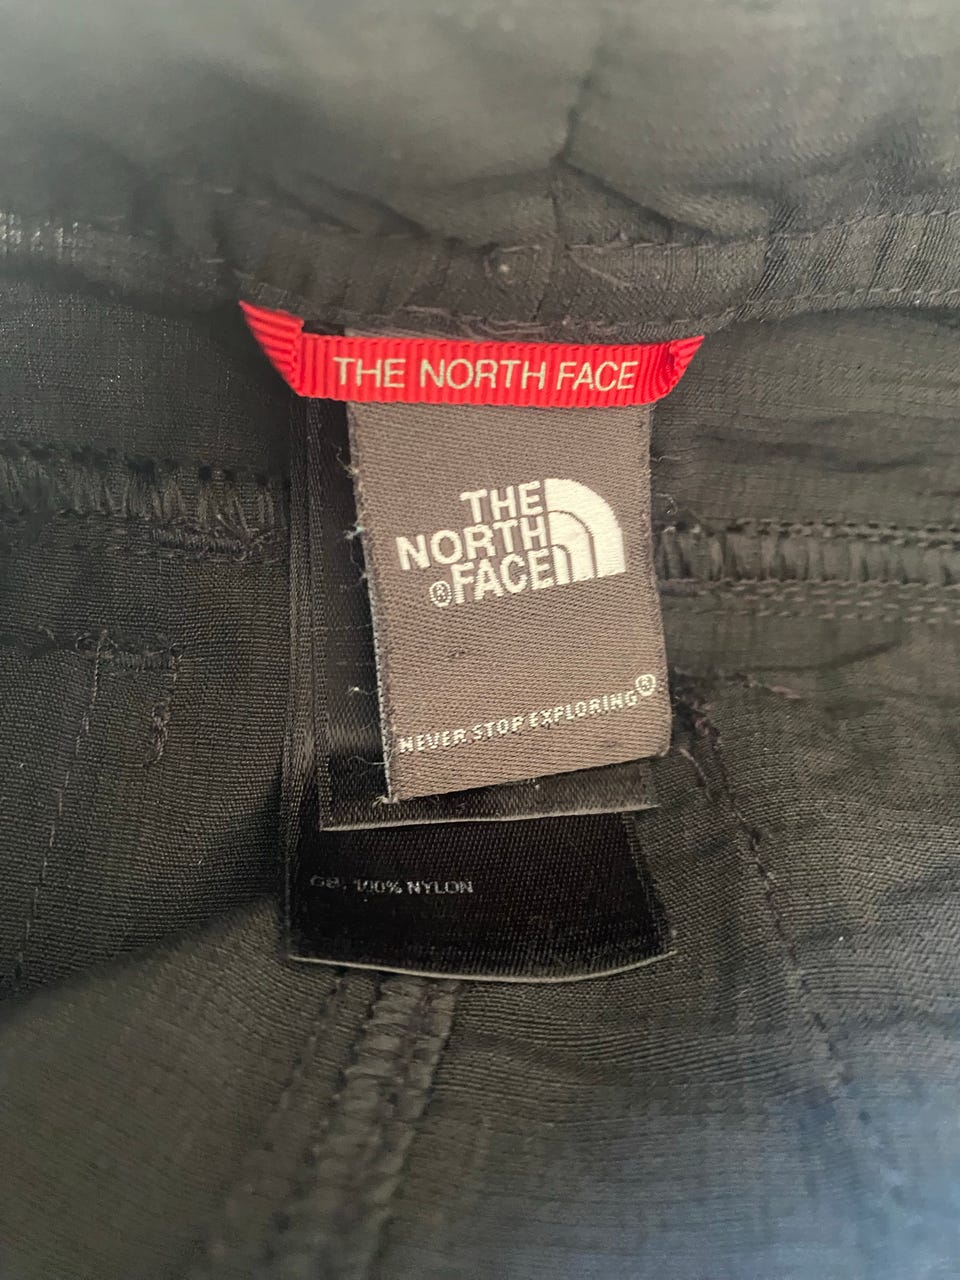 THE NORTH FACE
THE
NORTH
®FACE
NEVER STOP EXPLORING®
GB: 100% NYLON